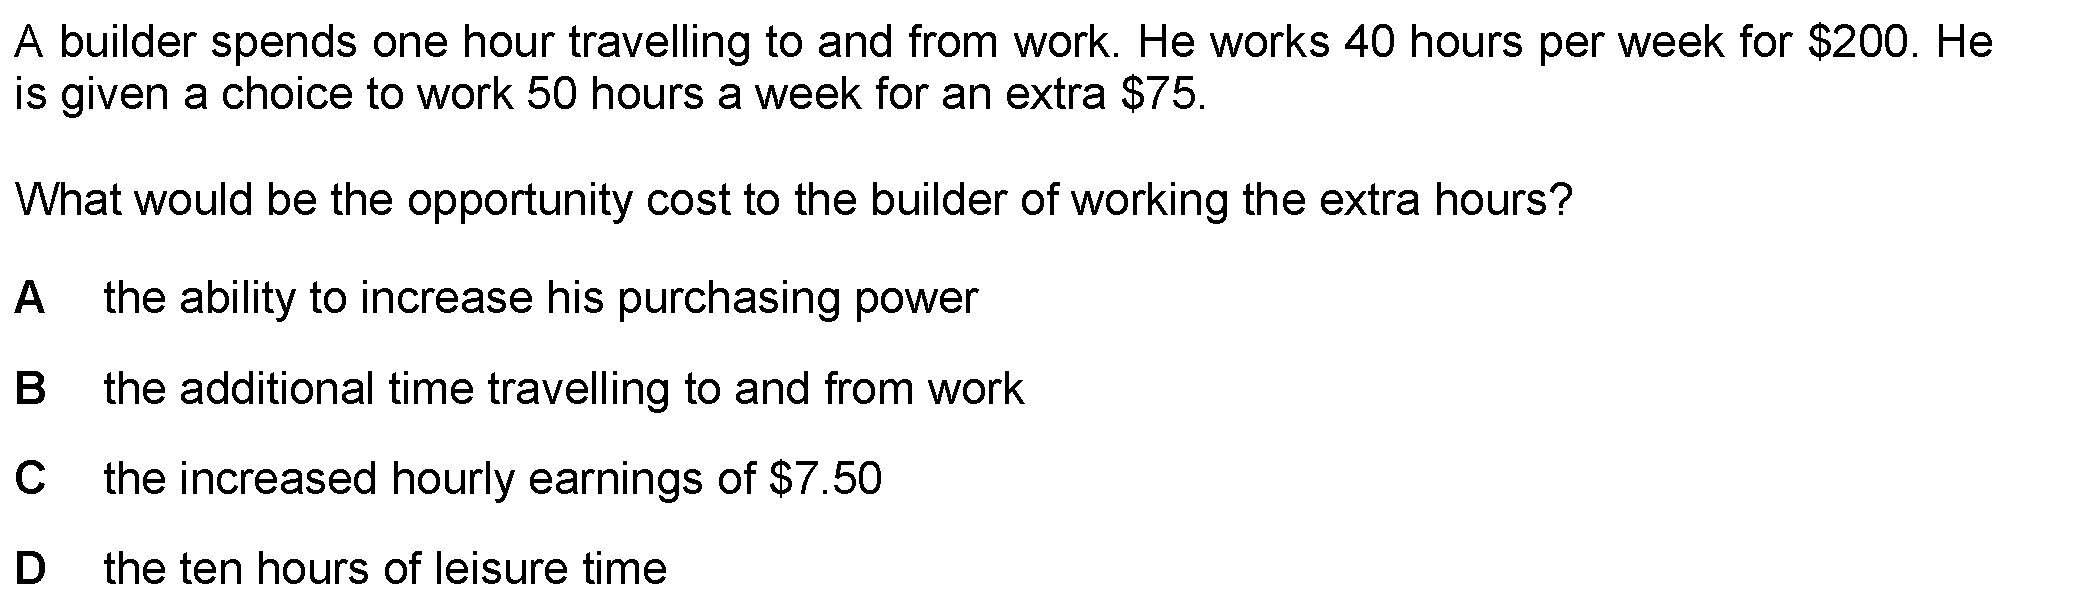 A builder spends one hour travelling to and from work. He works 40 hours per week for $200. He
is given a choice to work 50 hours a week for an extra $75.
What would be the opportunity cost to the builder of working the extra hours?
A the ability to increase his purchasing power
B the additional time travelling to and from work
C the increased hourly earnings of $7.50
D the ten hours of leisure time